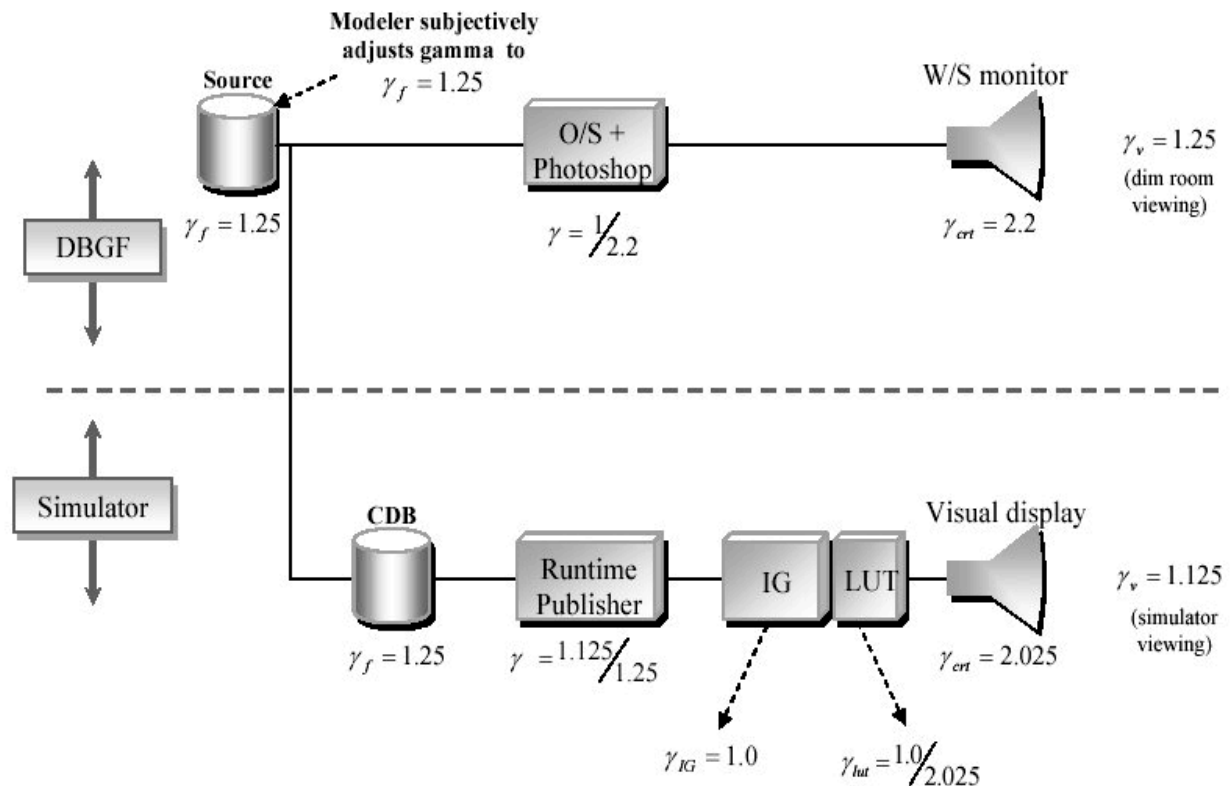 Modeler subjectively
adjusts gamma to
γf = 1.25
Source
γf = 1.25
O/S +
Photoshop
γ = 1/2.2
W/S monitor
γcrt = 2.2
γv = 1.25
(dim room
viewing)
DBGF
Simulator
CDB
γf = 1.25
Runtime
Publisher
γ = 1.125/1.25
IG
LUT
γIG = 1.0
γlut = 1.0/2.025
Visual display
γcrt = 2.025
γv = 1.125
(simulator
viewing)